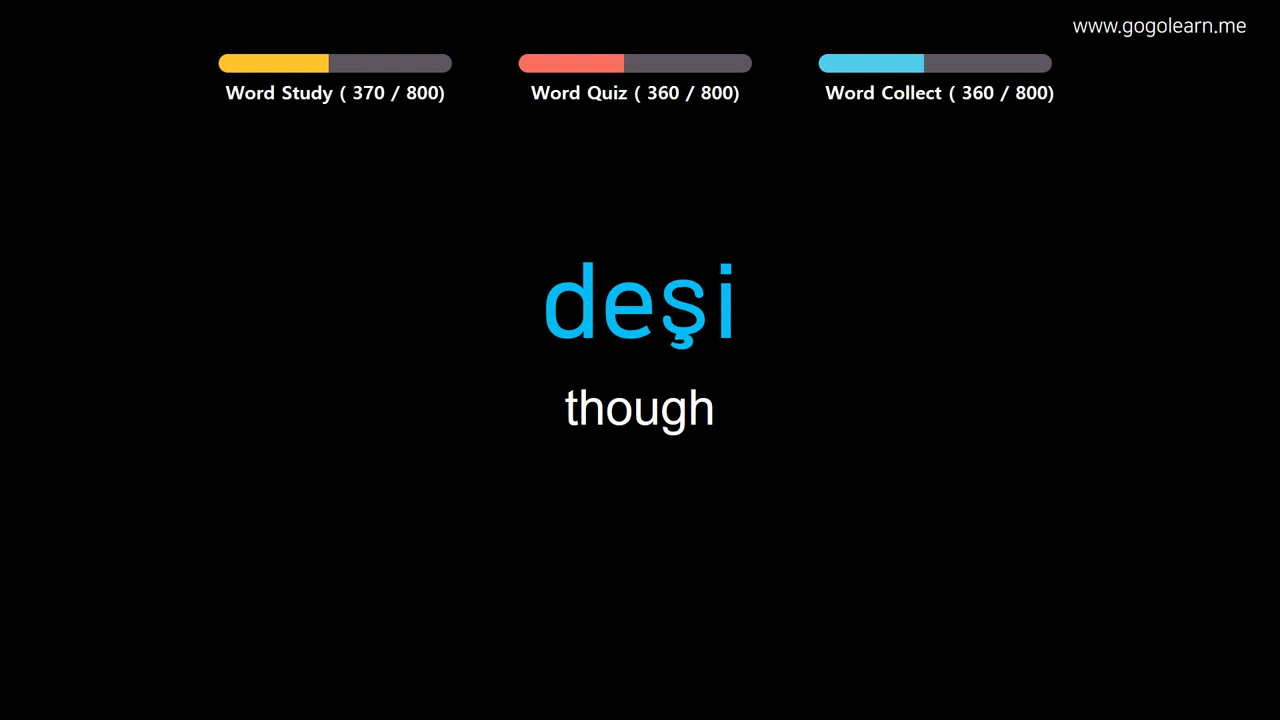 www.gogolearn.me
Word Study ( 370 / 800)
Word Quiz ( 360 / 800)
Word Collect ( 360 / 800)
deşi
though